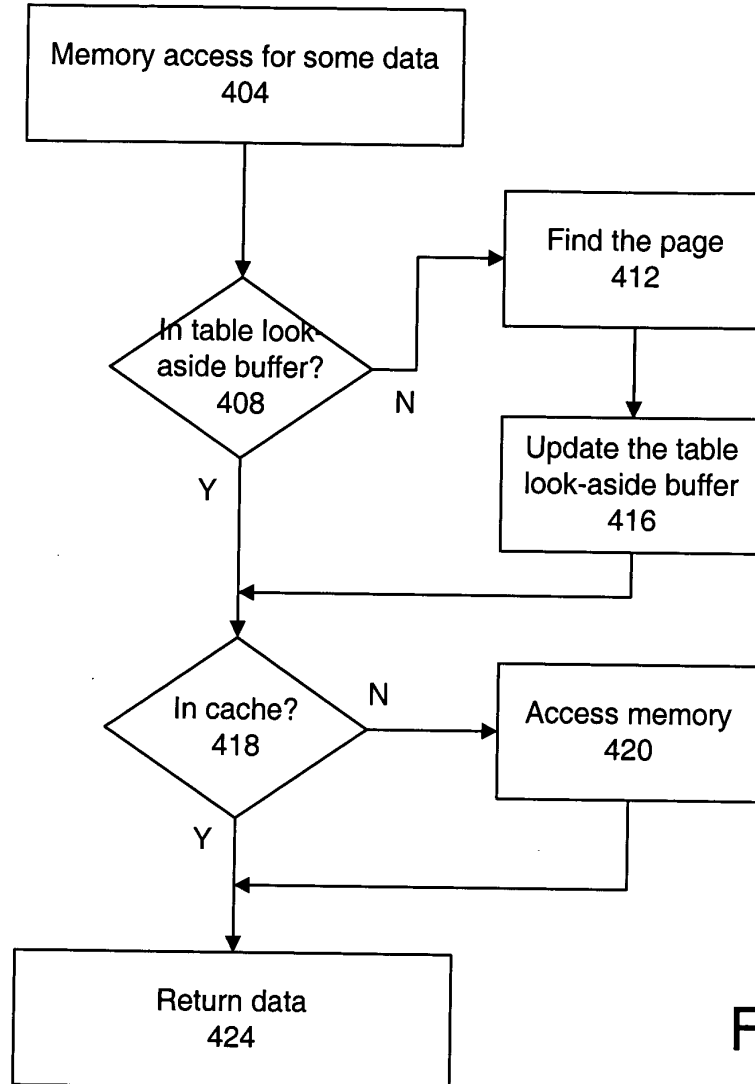 Memory access for some data
404
Find the page
412
In table look-
aside buffer?
408
N
Update the table
look-aside buffer
416
Y
In cache?
418
N
Access memory
420
Y
Return data
424
F